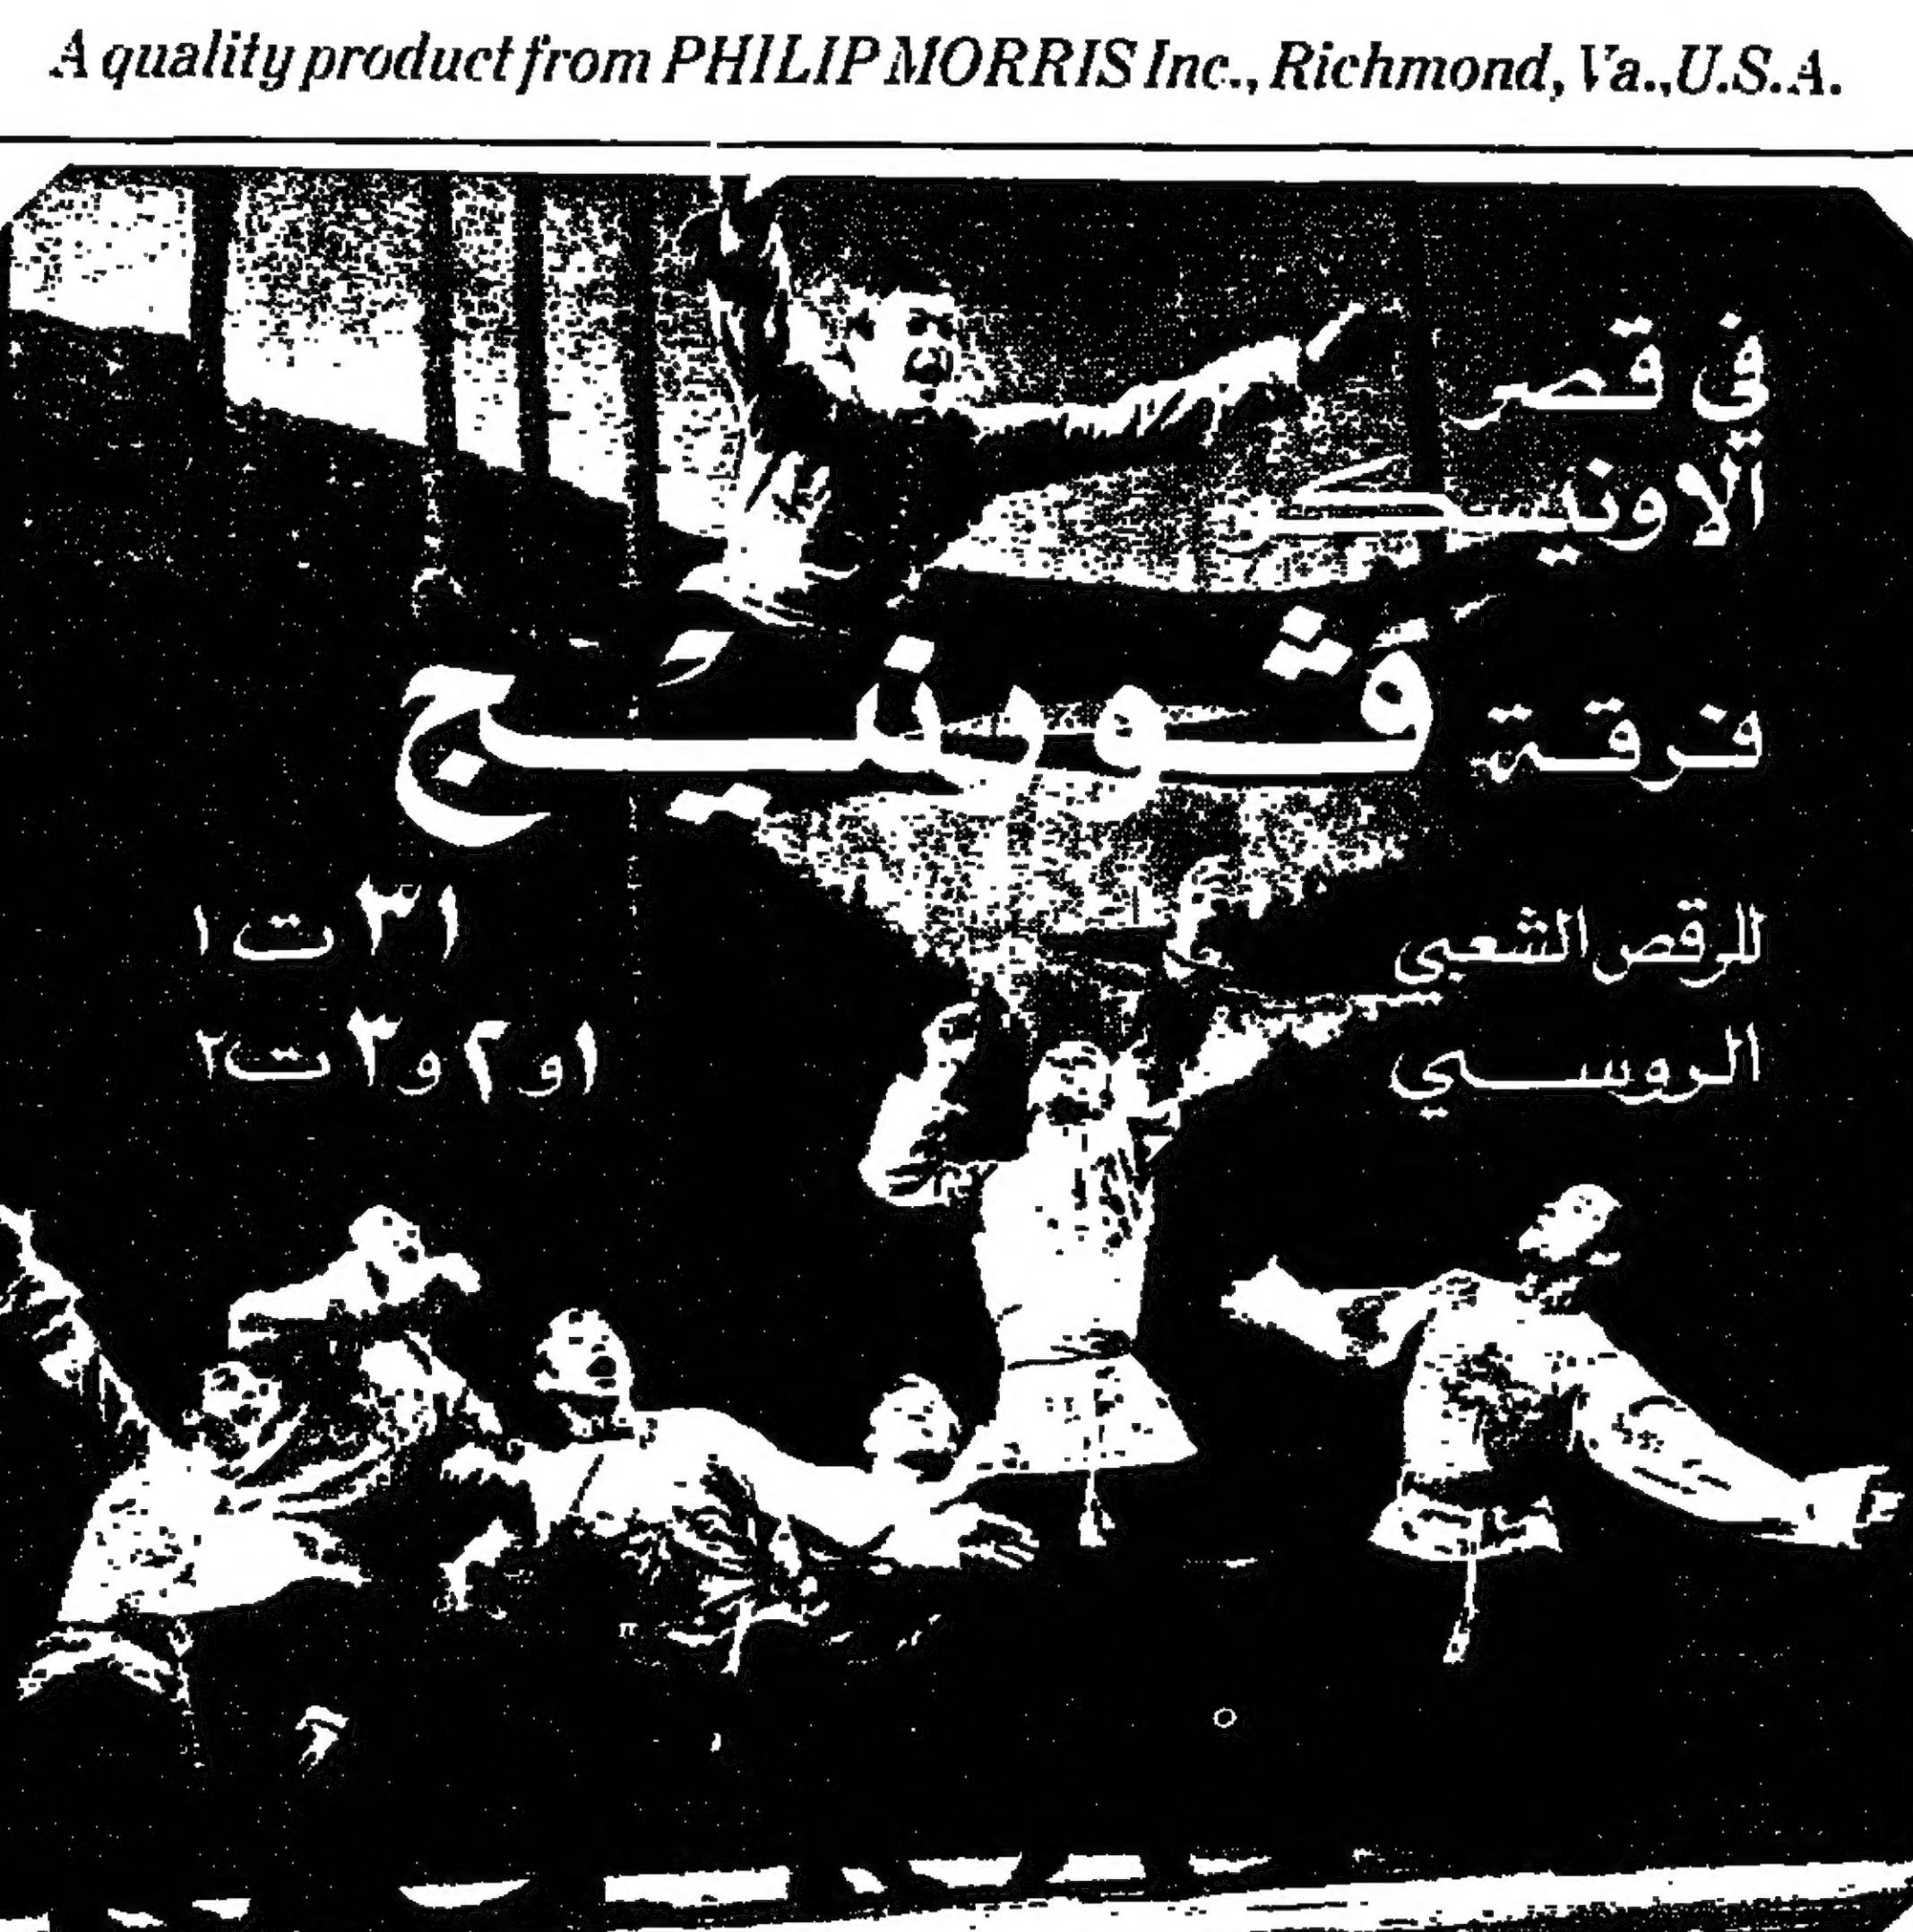 A quality product from PHILIP MORRIS Inc., Richmond, Va., U.S.A.
في قصر
الاونيسكو
فرقة قورنيج
للرقص الشعبي
الروسي
٣١ ت ١
١ و ٢ و ٣ ت ٢